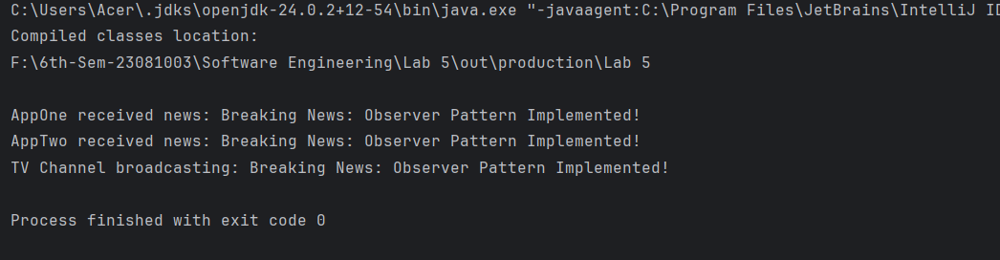 C:\Users\Acer\.jdks\openjdk-24.0.2+12-54\bin\java.exe "-javaagent:C:\Program Files\JetBrains\IntelliJ ID
Compiled classes location:
F:\6th-Sem-23081003\Software Engineering\Lab 5\out\production\Lab 5
AppOne received news: Breaking News: Observer Pattern Implemented!
AppTwo received news: Breaking News: Observer Pattern Implemented!
TV Channel broadcasting: Breaking News: Observer Pattern Implemented!
Process finished with exit code 0